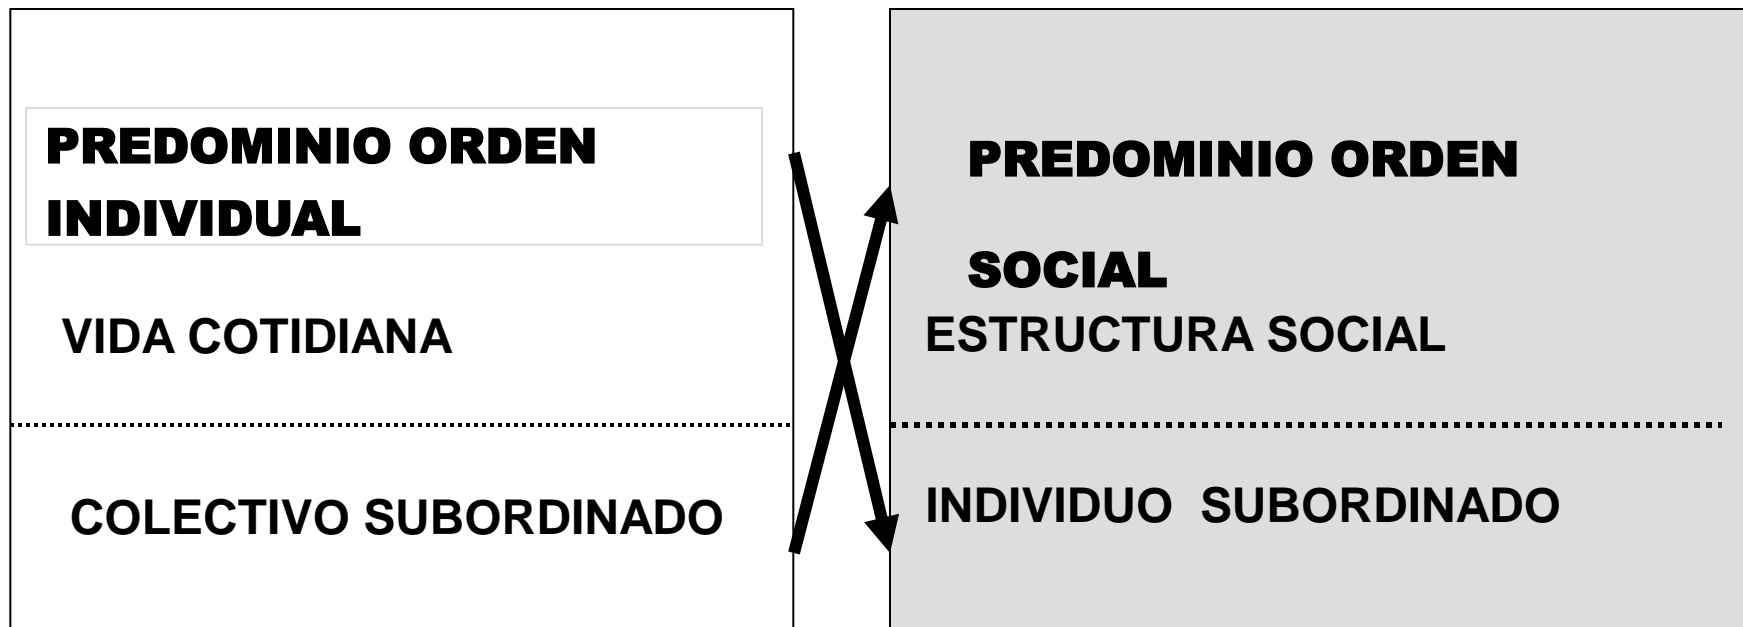 PREDOMINIO ORDEN
INDIVIDUAL
VIDA COTIDIANA
COLECTIVO SUBORDINADO
PREDOMINIO ORDEN
SOCIAL
ESTRUCTURA SOCIAL
INDIVIDUO SUBORDINADO